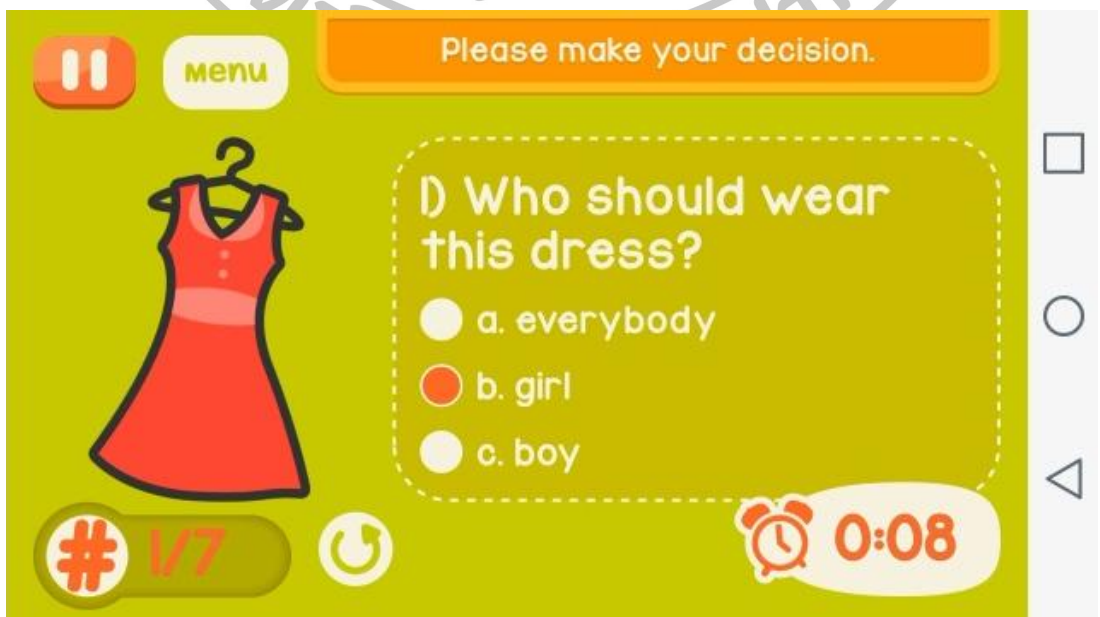 Menu
Please make your decision.
1) Who should wear
this dress?
a. everybody
b. girl
c. boy
# 1/7
0:08